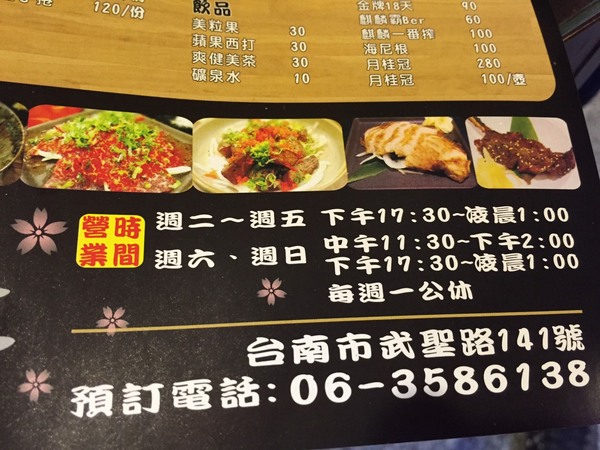 捲 120/份
飲品
美粒果 30
蘋果西打 30
爽健美茶 30
礦泉水 10
金牌18天 90
麒麟霸Ber 60
麒麟一番搾 100
海尼根 100
月桂冠 280
月桂冠 100/壺
營業時間
週二～週五 下午17:30~凌晨1:00
週六、週日 中午11:30~下午2:00
下午17:30~凌晨1:00
每週一公休
台南市武聖路141號
預訂電話:06-3586138